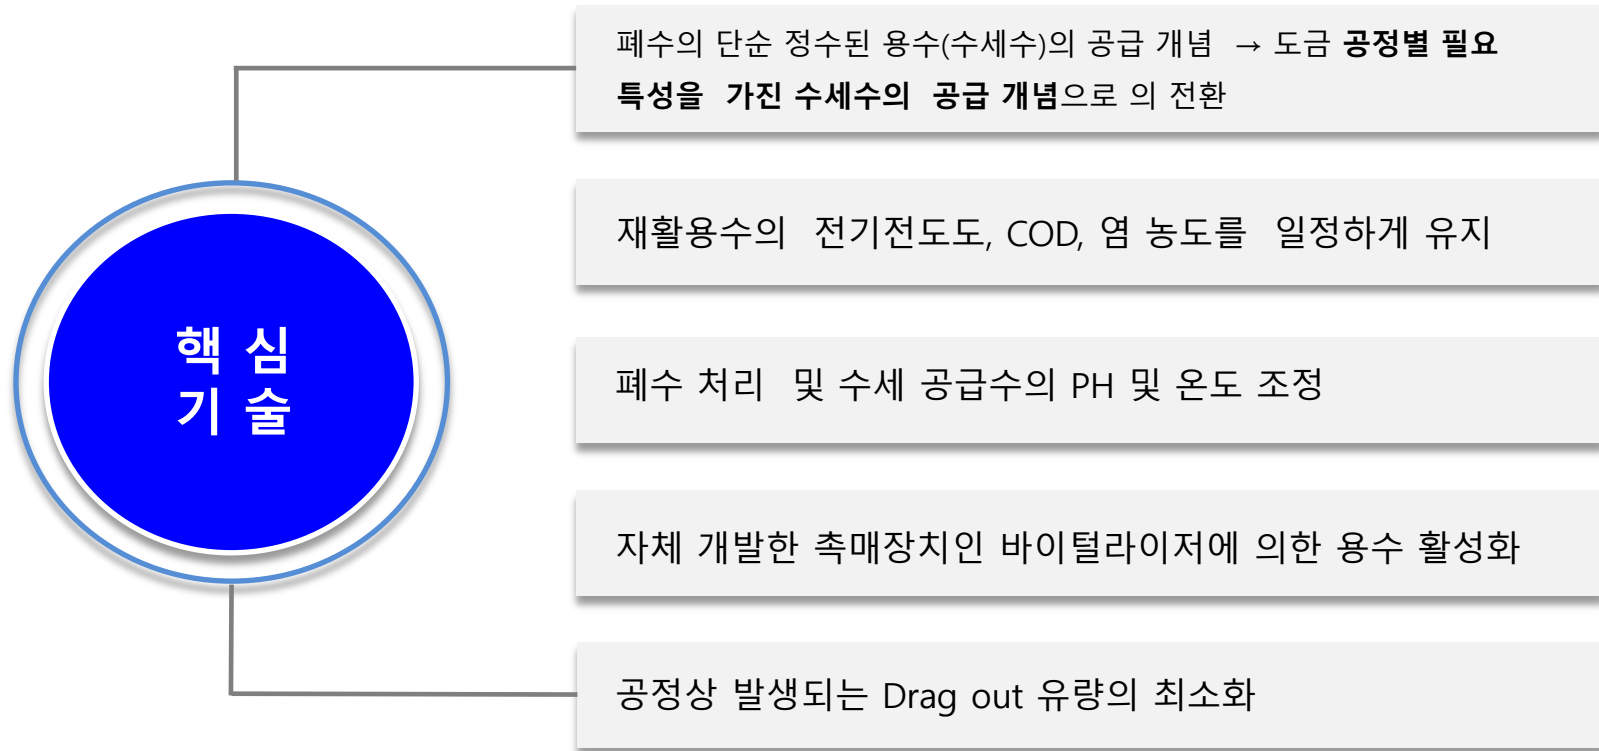 핵 심
기 술
폐수의 단순 정수된 용수(수세수)의 공급 개념 → 도금 공정별 필요
특성을 가진 수세수의 공급 개념으로 의 전환
재활용수의 전기전도도, COD, 염 농도를 일정하게 유지
폐수 처리 및 수세 공급수의 PH 및 온도 조정
자체 개발한 촉매장치인 바이털라이저에 의한 용수 활성화
공정상 발생되는 Drag out 유량의 최소화